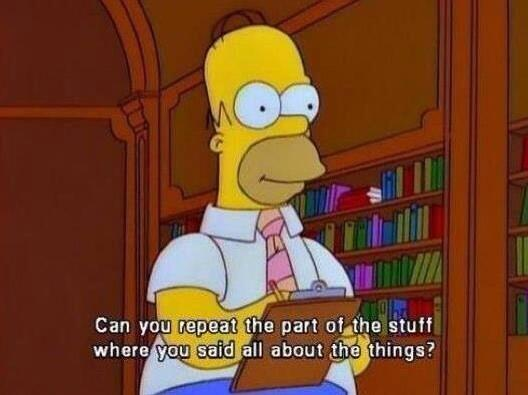 Can you repeat the part of the stuff
where you said all about the things?